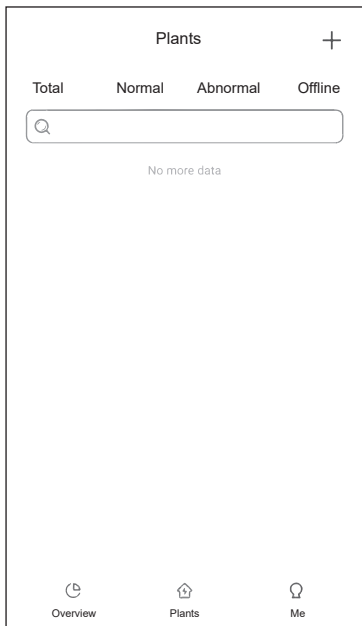 Plants
Total Normal Abnormal Offline
No more data
Overview Plants Me